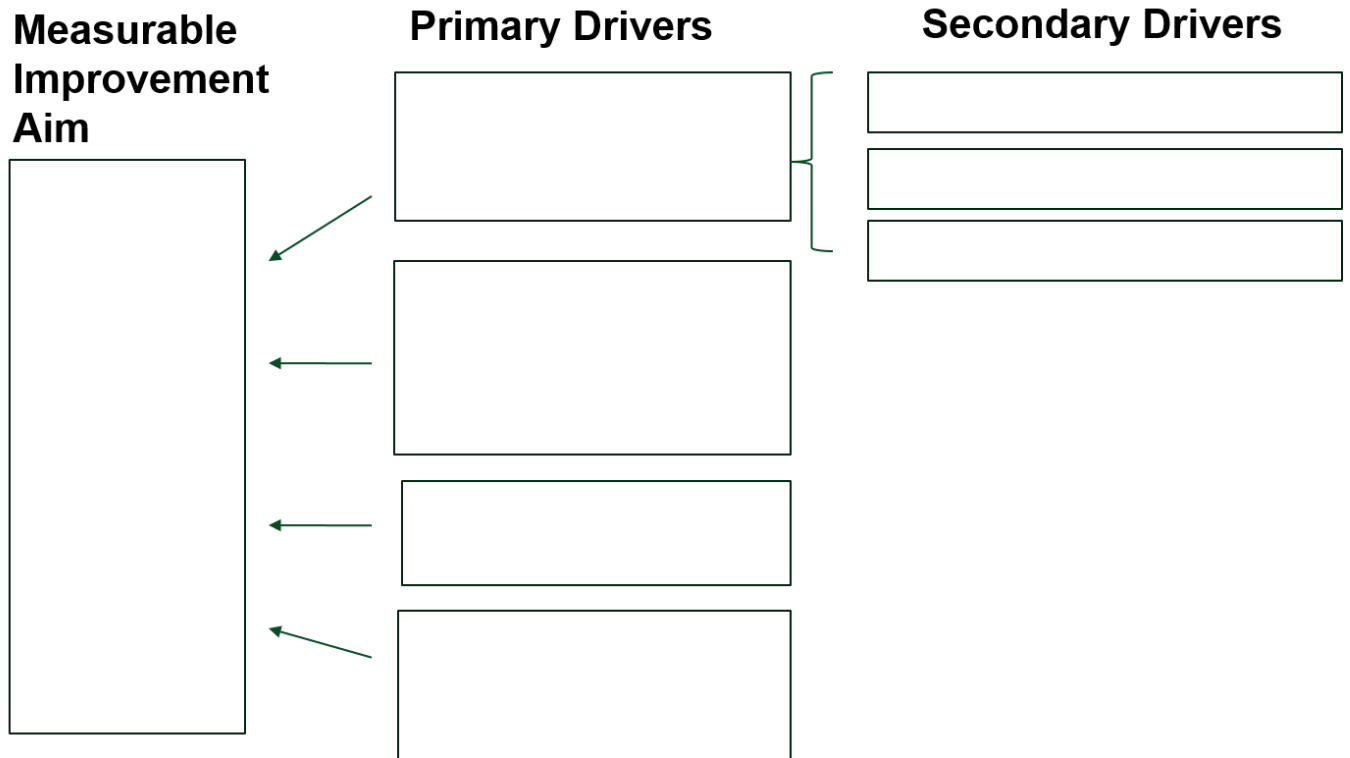 Measurable
Improvement
Aim
Primary Drivers
Secondary Drivers